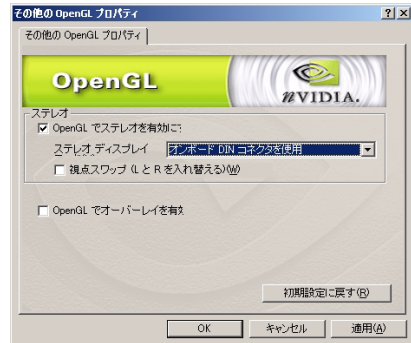 その他の OpenGL プロパティ
その他の OpenGL プロパティ
OpenGL
nVIDIA.
ステレオ
OpenGL でステレオを有効に
ステレオ ディスプレイ
オンボード DIN コネクタを使用
視点スワップ (L と R を入れ替える)(W)
OpenGL でオーバーレイを有効
初期設定に戻す(R)
OK
キャンセル
適用(A)